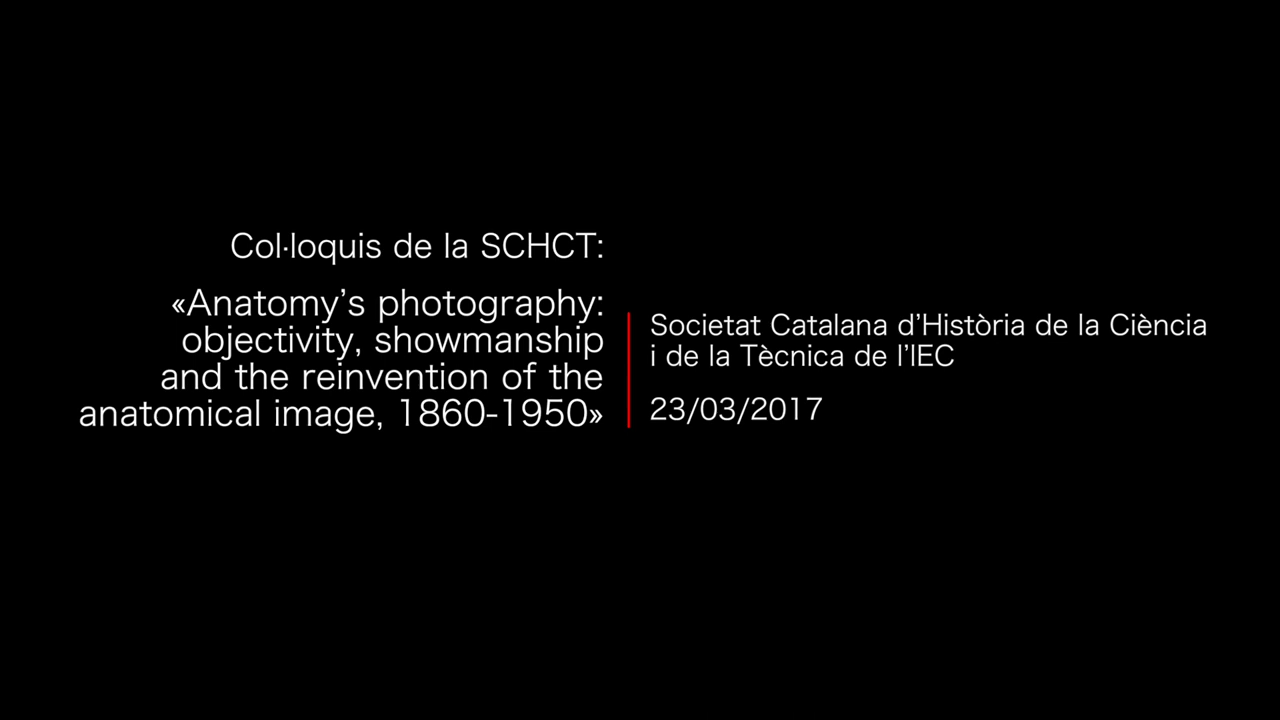 Col·loquis de la SCHCT:
«Anatomy’s photography:
objectivity, showmanship
and the reinvention of the
anatomical image, 1860-1950»
Societat Catalana d’Història de la Ciència
i de la Tècnica de l’IEC
23/03/2017